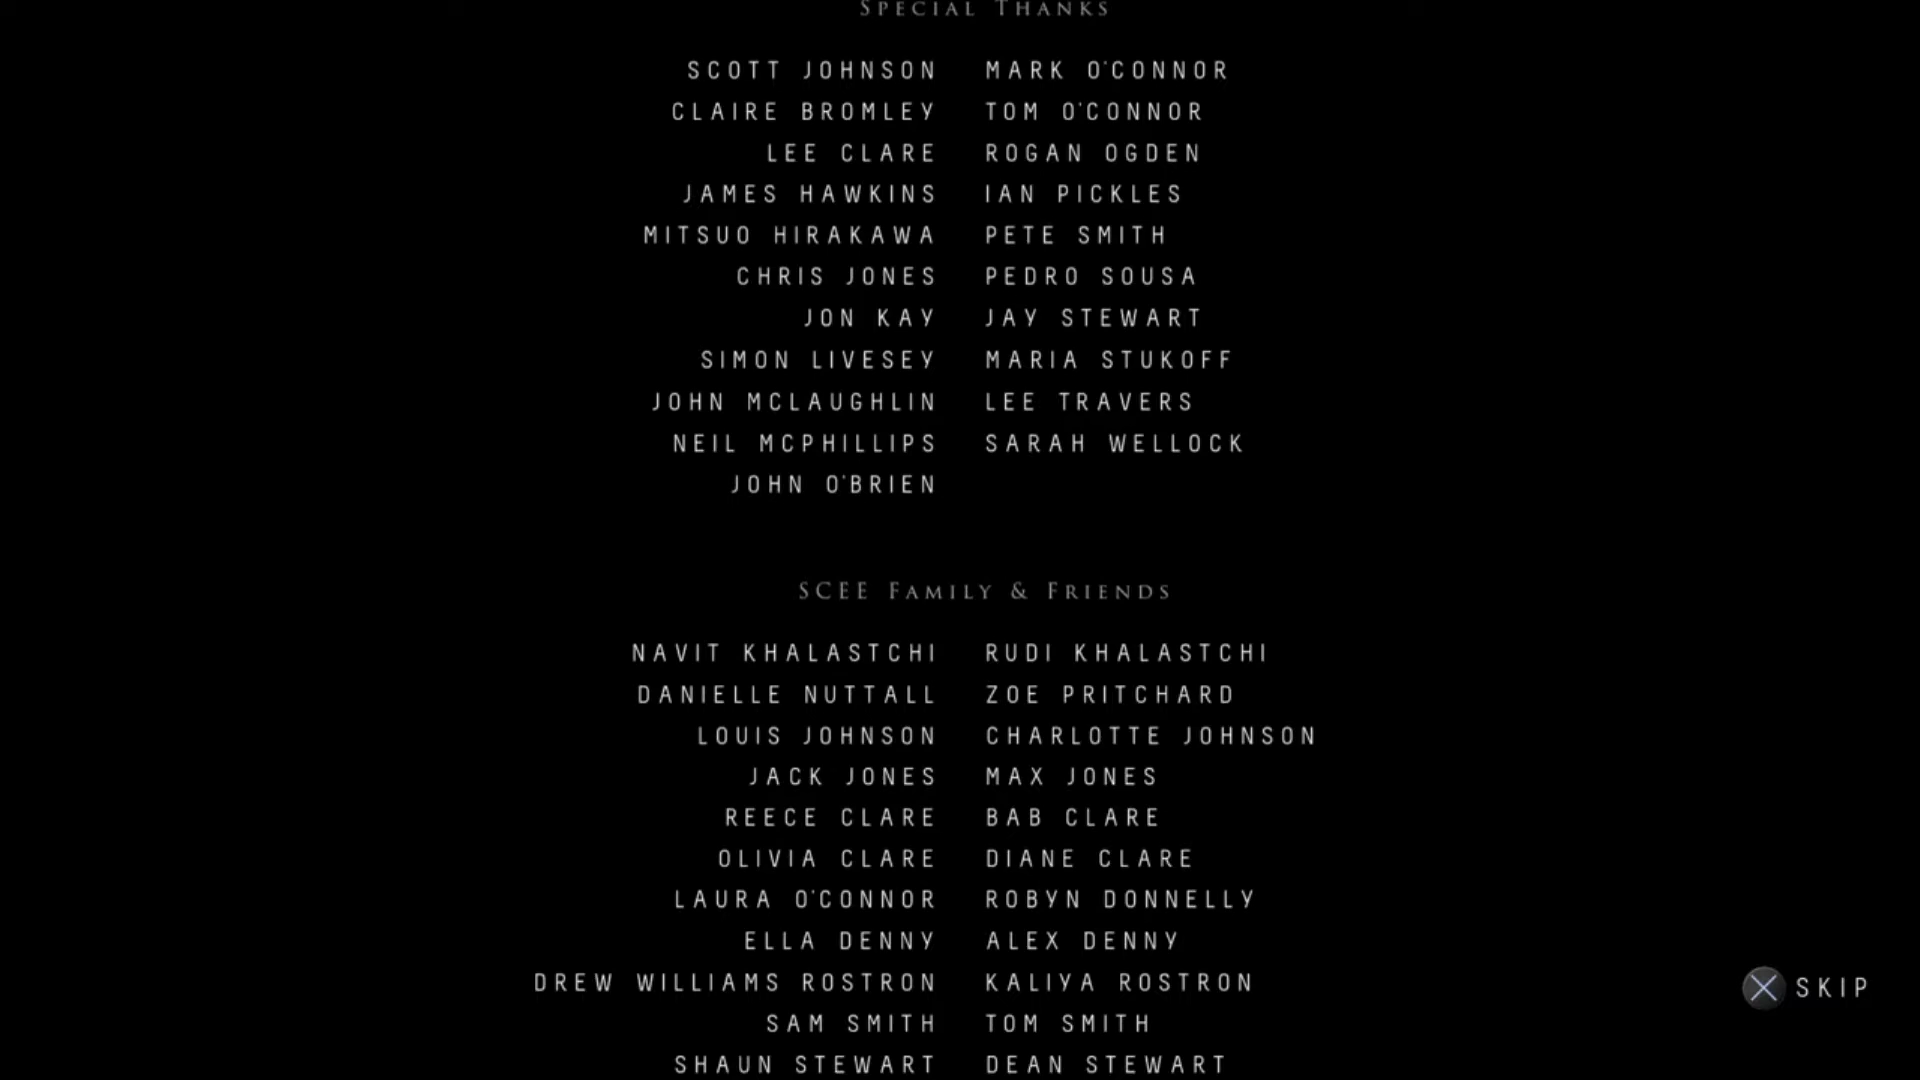 SPECIAL THANKS
SCOTT JOHNSON MARK O'CONNOR
CLAIRE BROMLEY TOM O'CONNOR
LEE CLARE ROGAN OGDEN
JAMES HAWKINS IAN PICKLES
MITSUO HIRAKAWA PETE SMITH
CHRIS JONES PEDRO SOUSA
JON KAY JAY STEWART
SIMON LIVESEY MARIA STUKOFF
JOHN MCLAUGHLIN LEE TRAVERS
NEIL MCPHILLIPS SARAH WELLOCK
JOHN O'BRIEN
SCEE FAMILY & FRIENDS
NAVIT KHALASTCHI RUDI KHALASTCHI
DANIELLE NUTTALL ZOE PRITCHARD
LOUIS JOHNSON CHARLOTTE JOHNSON
JACK JONES MAX JONES
REECE CLARE BAB CLARE
OLIVIA CLARE DIANE CLARE
LAURA O'CONNOR ROBYN DONNELLY
ELLA DENNY ALEX DENNY
DREW WILLIAMS ROSTRON KALIYA ROSTRON
SKIP
SAM SMITH TOM SMITH
SHAUN STEWART DEAN STEWART